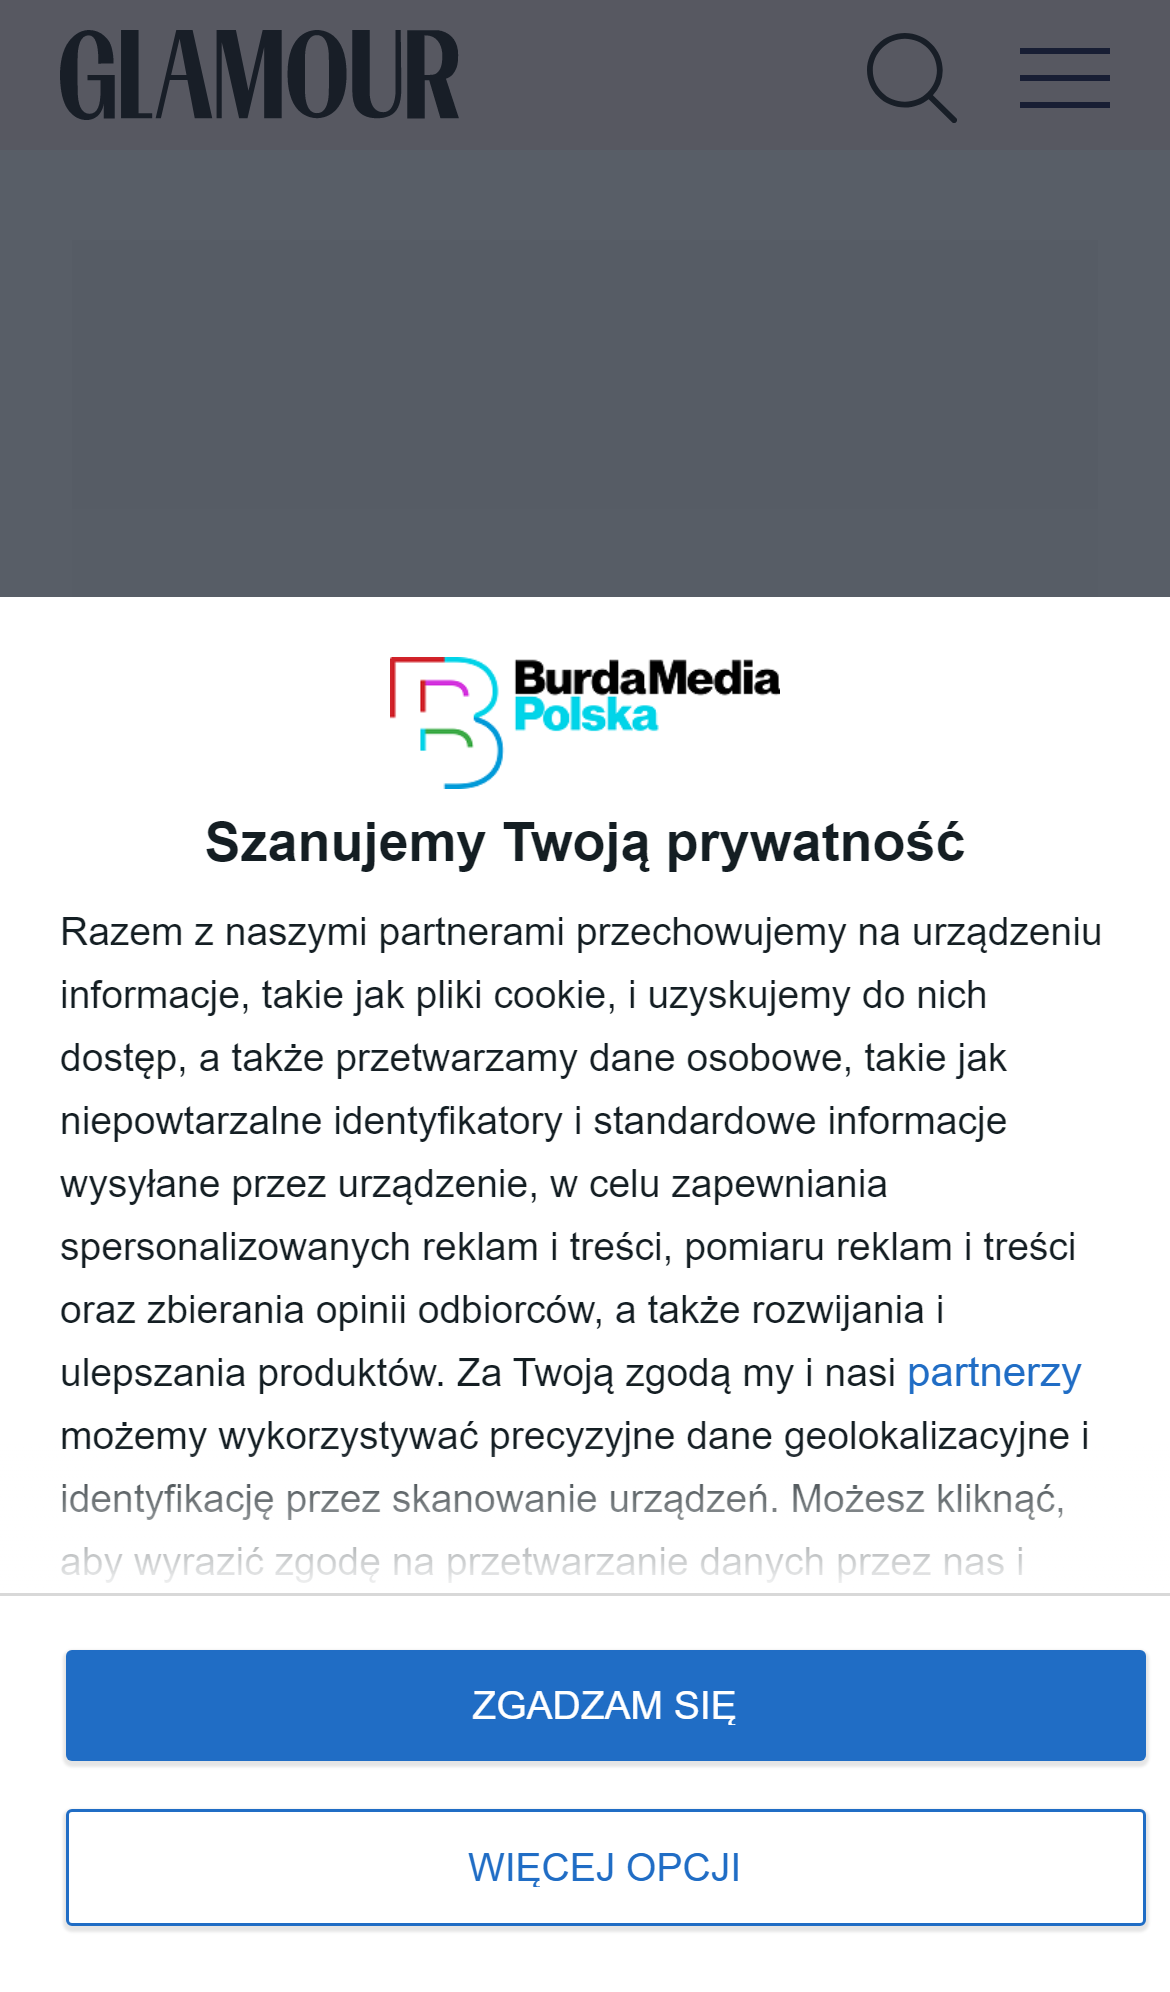 GLAMOUR
BurdaMedia
Polska
Szanujemy Twoją prywatność
Razem z naszymi partnerami przechowujemy na urządzeniu
informacje, takie jak pliki cookie, i uzyskujemy do nich
dostęp, a także przetwarzamy dane osobowe, takie jak
niepowtarzalne identyfikatory i standardowe informacje
wysyłane przez urządzenie, w celu zapewniania
spersonalizowanych reklam i treści, pomiaru reklam i treści
oraz zbierania opinii odbiorców, a także rozwijania i
ulepszania produktów. Za Twoją zgodą my i nasi partnerzy
możemy wykorzystywać precyzyjne dane geolokalizacyjne i
identyfikację przez skanowanie urządzeń. Możesz kliknąć,
aby wyrazić zgodę na przetwarzanie danych przez nas i
ZGADZAM SIĘ
WIĘCEJ OPCJI